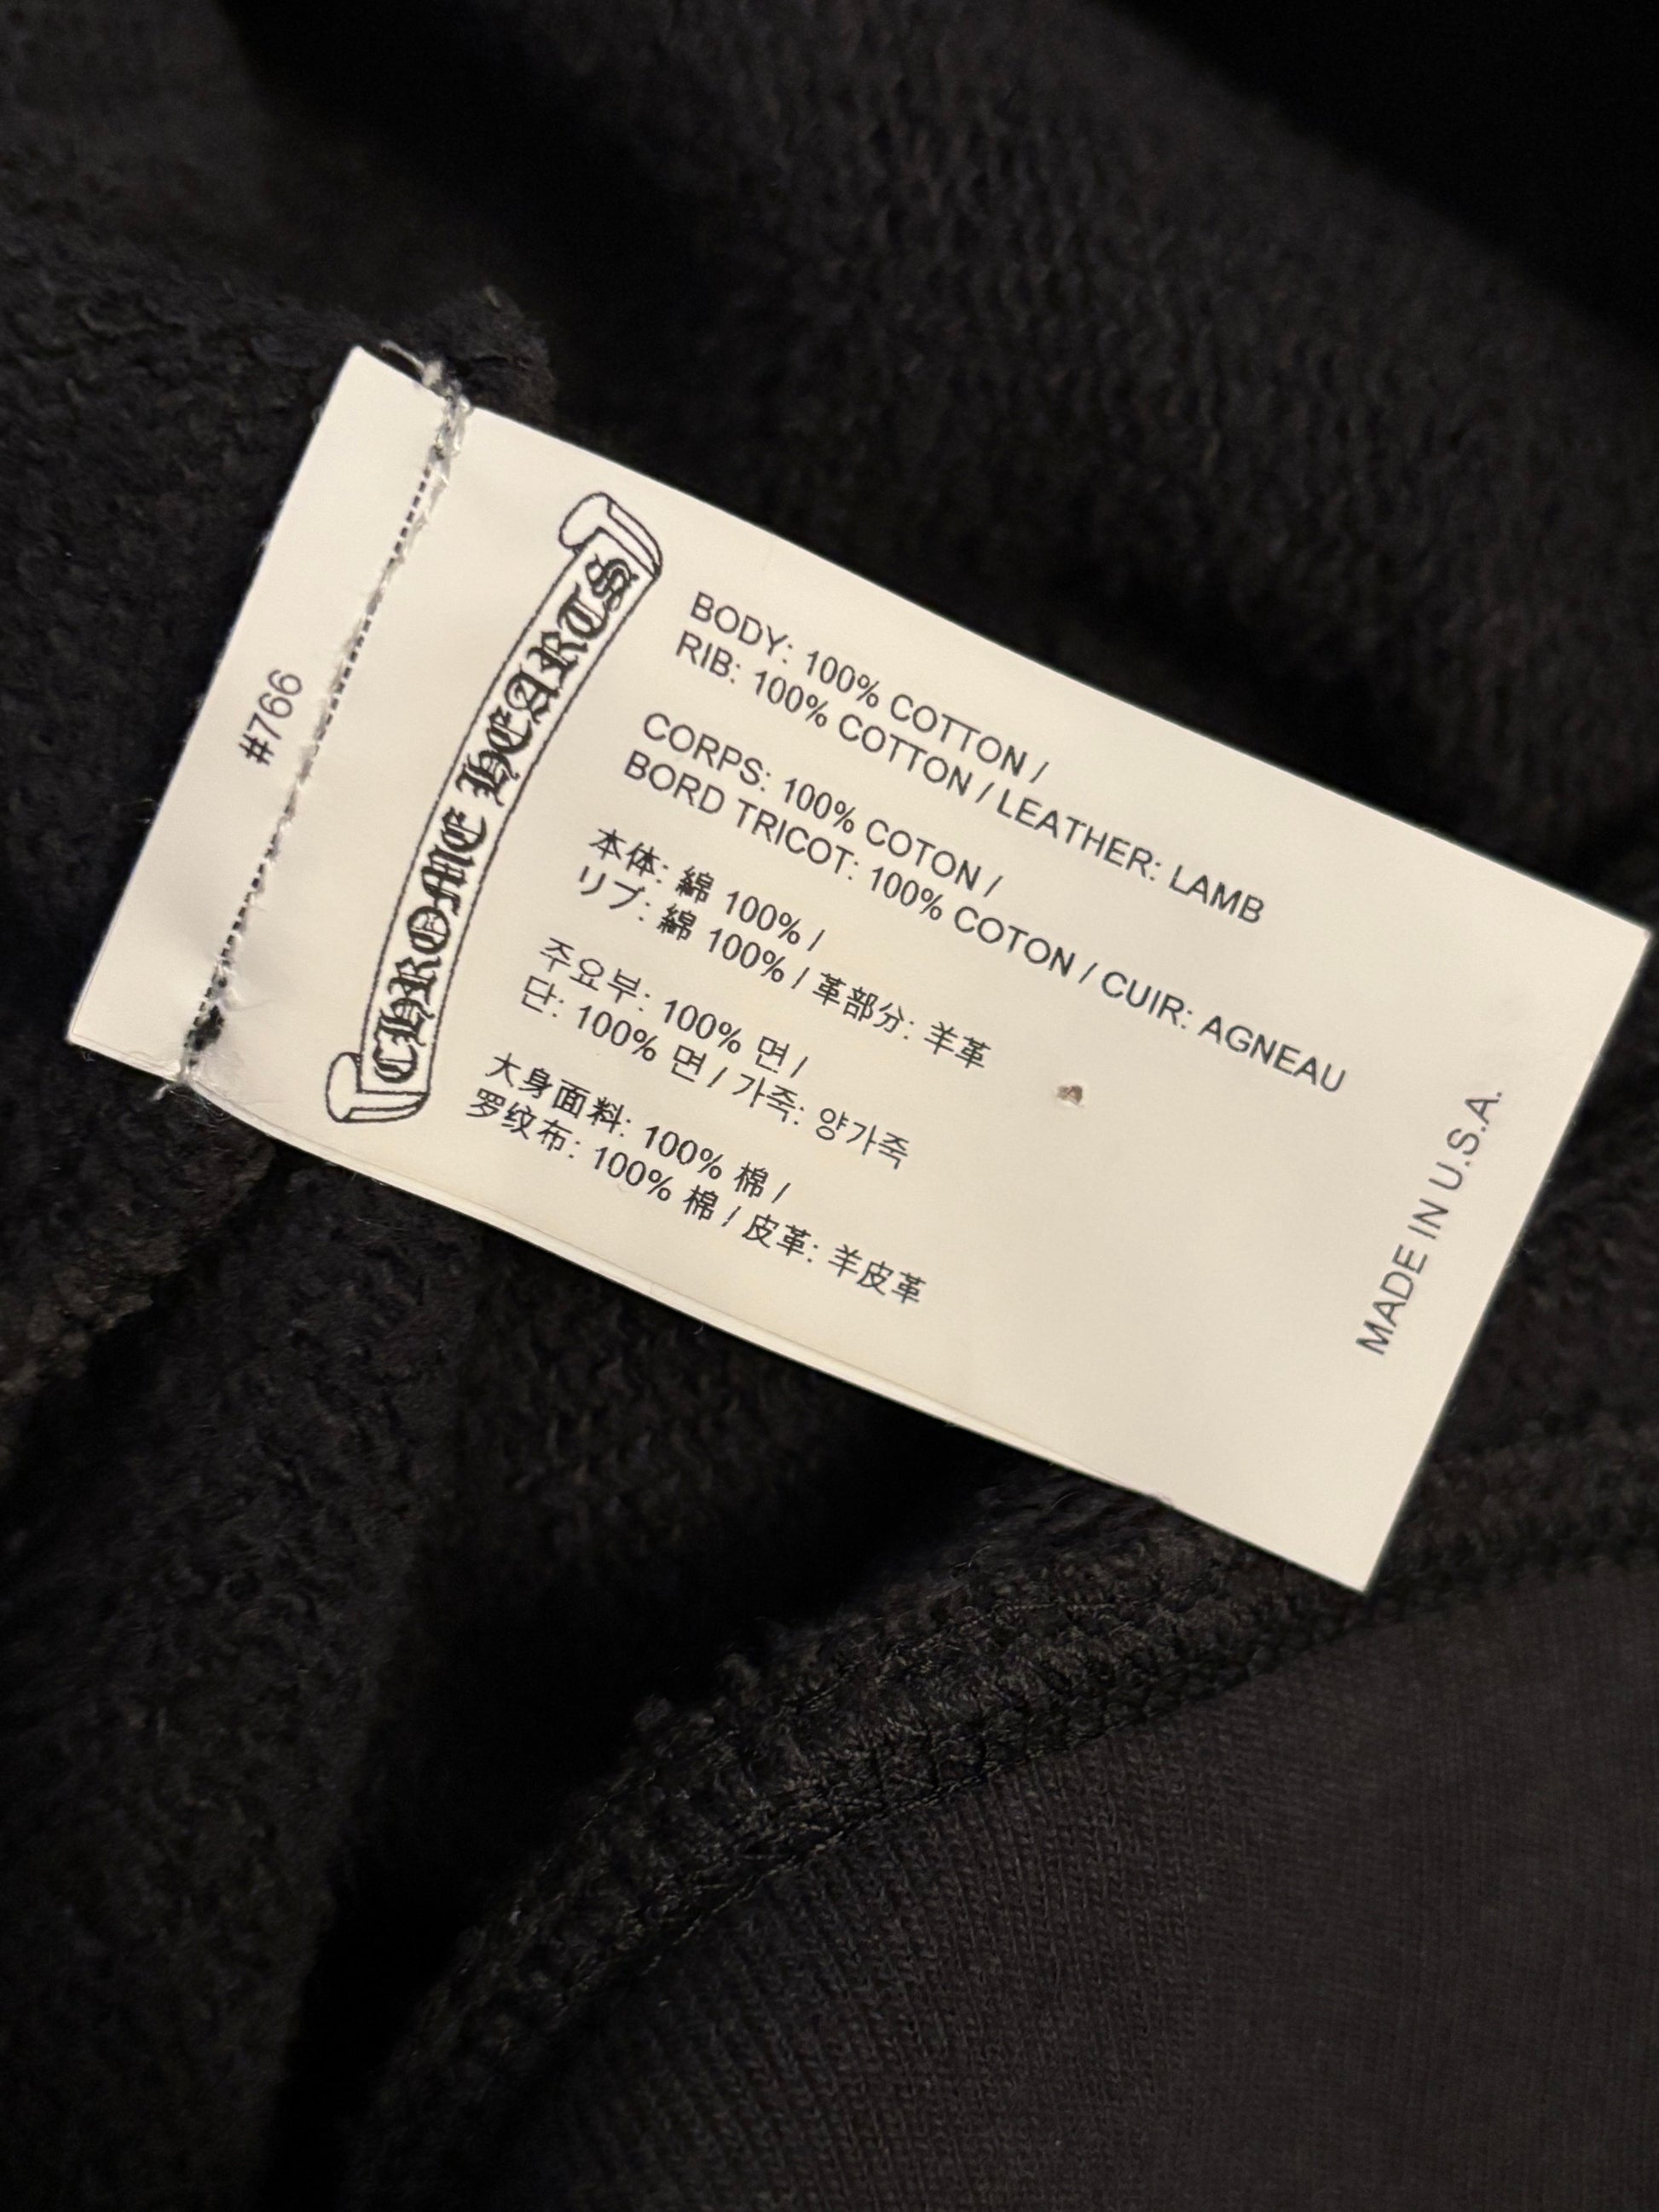 #766
CHROME HEARTS
BODY: 100% COTTON /
RIB: 100% COTTON / LEATHER: LAMB
CORPS: 100% COTON /
BORD TRICOT: 100% COTON / CUIR: AGNEAU
本体: 綿 100% /
リブ: 綿 100% / 革部分: 羊革
주요부: 100% 면 /
단: 100% 면 / 가죽: 양가죽
大身面料: 100% 棉 /
罗纹布: 100% 棉 / 皮革: 羊皮革
MADE IN U.S.A.